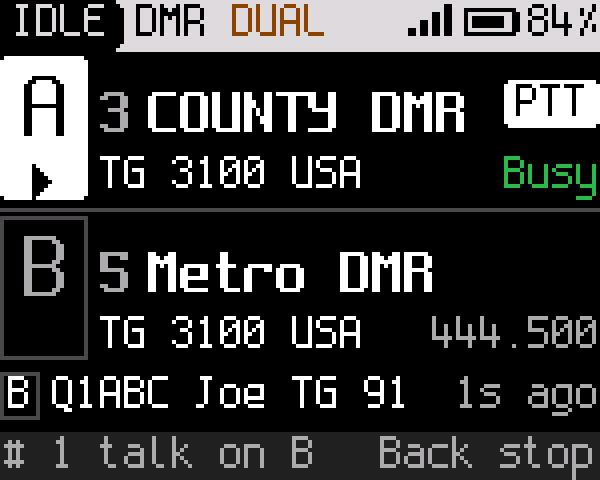 IDLE DMR DUAL 84%
A 3 COUNTY DMR PTT
TG 3100 USA Busy
B 5 Metro DMR
TG 3100 USA 444.500
B Q1ABC Joe TG 91 1s ago
# 1 talk on B Back stop